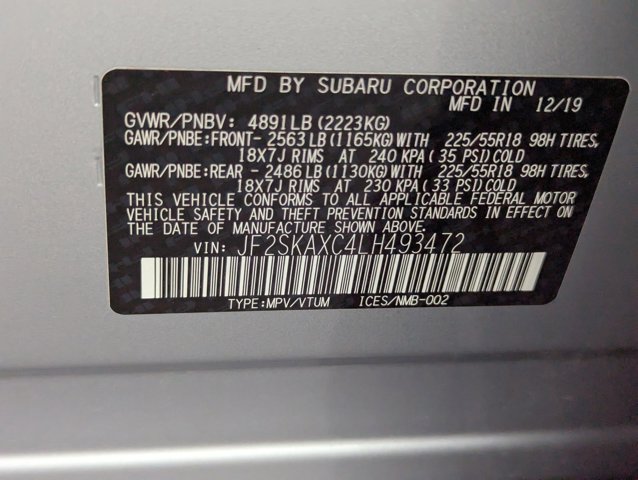 MFD BY SUBARU CORPORATION
MFD IN 12/19
GVWR/PNBV: 4891LB (2223KG)
GAWR/PNBE:FRONT- 2563LB(1165KG)WITH 225/55R18 98H TIRES,
18X7J RIMS AT 240 KPA( 35 PSI)COLD
GAWR/PNBE:REAR - 2486LB(1130KG)WITH 225/55R18 98H TIRES,
18X7J RIMS AT 230 KPA( 33 PSI)COLD
THIS VEHICLE CONFORMS TO ALL APPLICABLE FEDERAL MOTOR
VEHICLE SAFETY AND THEFT PREVENTION STANDARDS IN EFFECT ON
THE DATE OF MANUFACTURE SHOWN ABOVE.
VIN: JF2SKAXC4LH493472
TYPE:MPV/VTUM ICES/NMB-002